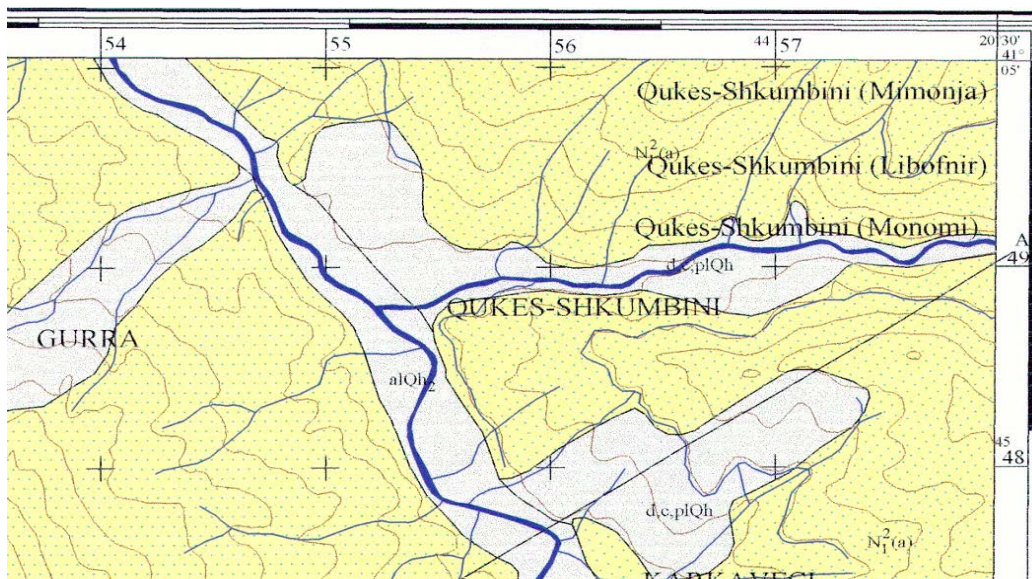 54 55 56 44 57 20°30'
41°
05'
Qukes-Shkumbini (Mimonja)
N²(a)
Qukes-Shkumbini (Libofnir)
Qukes-Shkumbini (Monomi)
A
49
d,c,plQh
QUKES-SHKUMBINI
GURRA
alQh₂
45
48
d,c,plQh
N₁²(a)